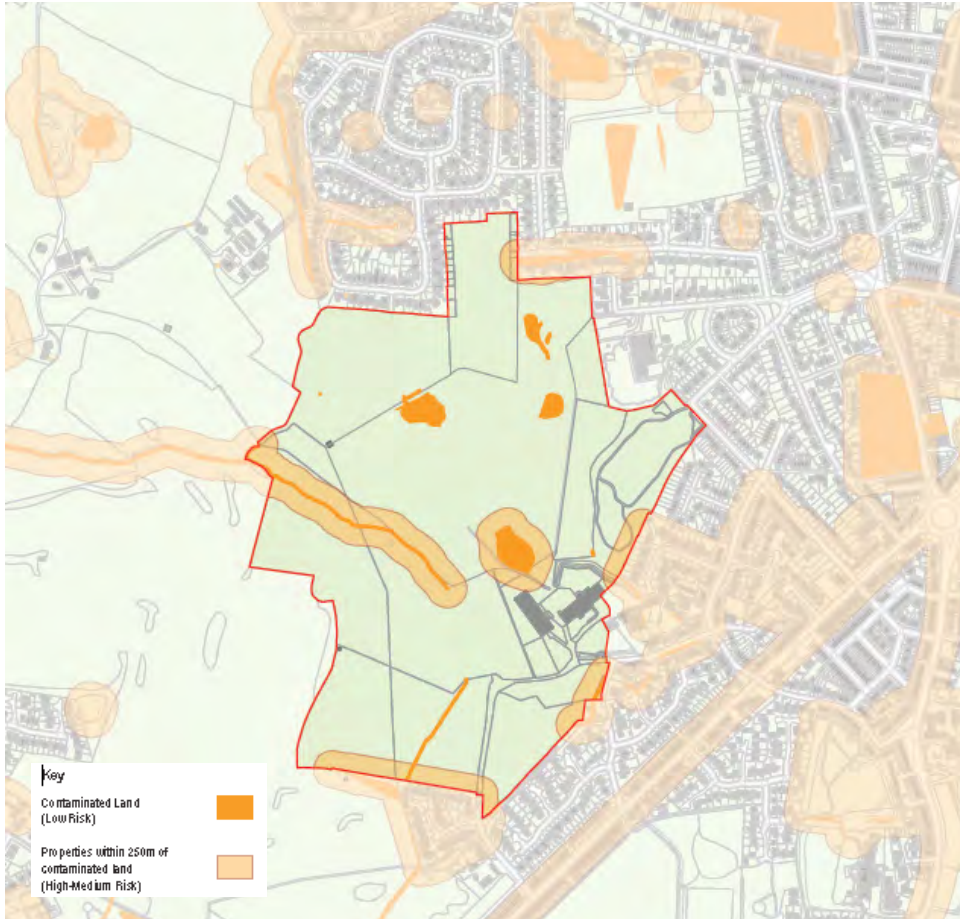 Key
Contaminated Land
(Low Risk)
Properties within 250m of
contaminated land
(High-Medium Risk)